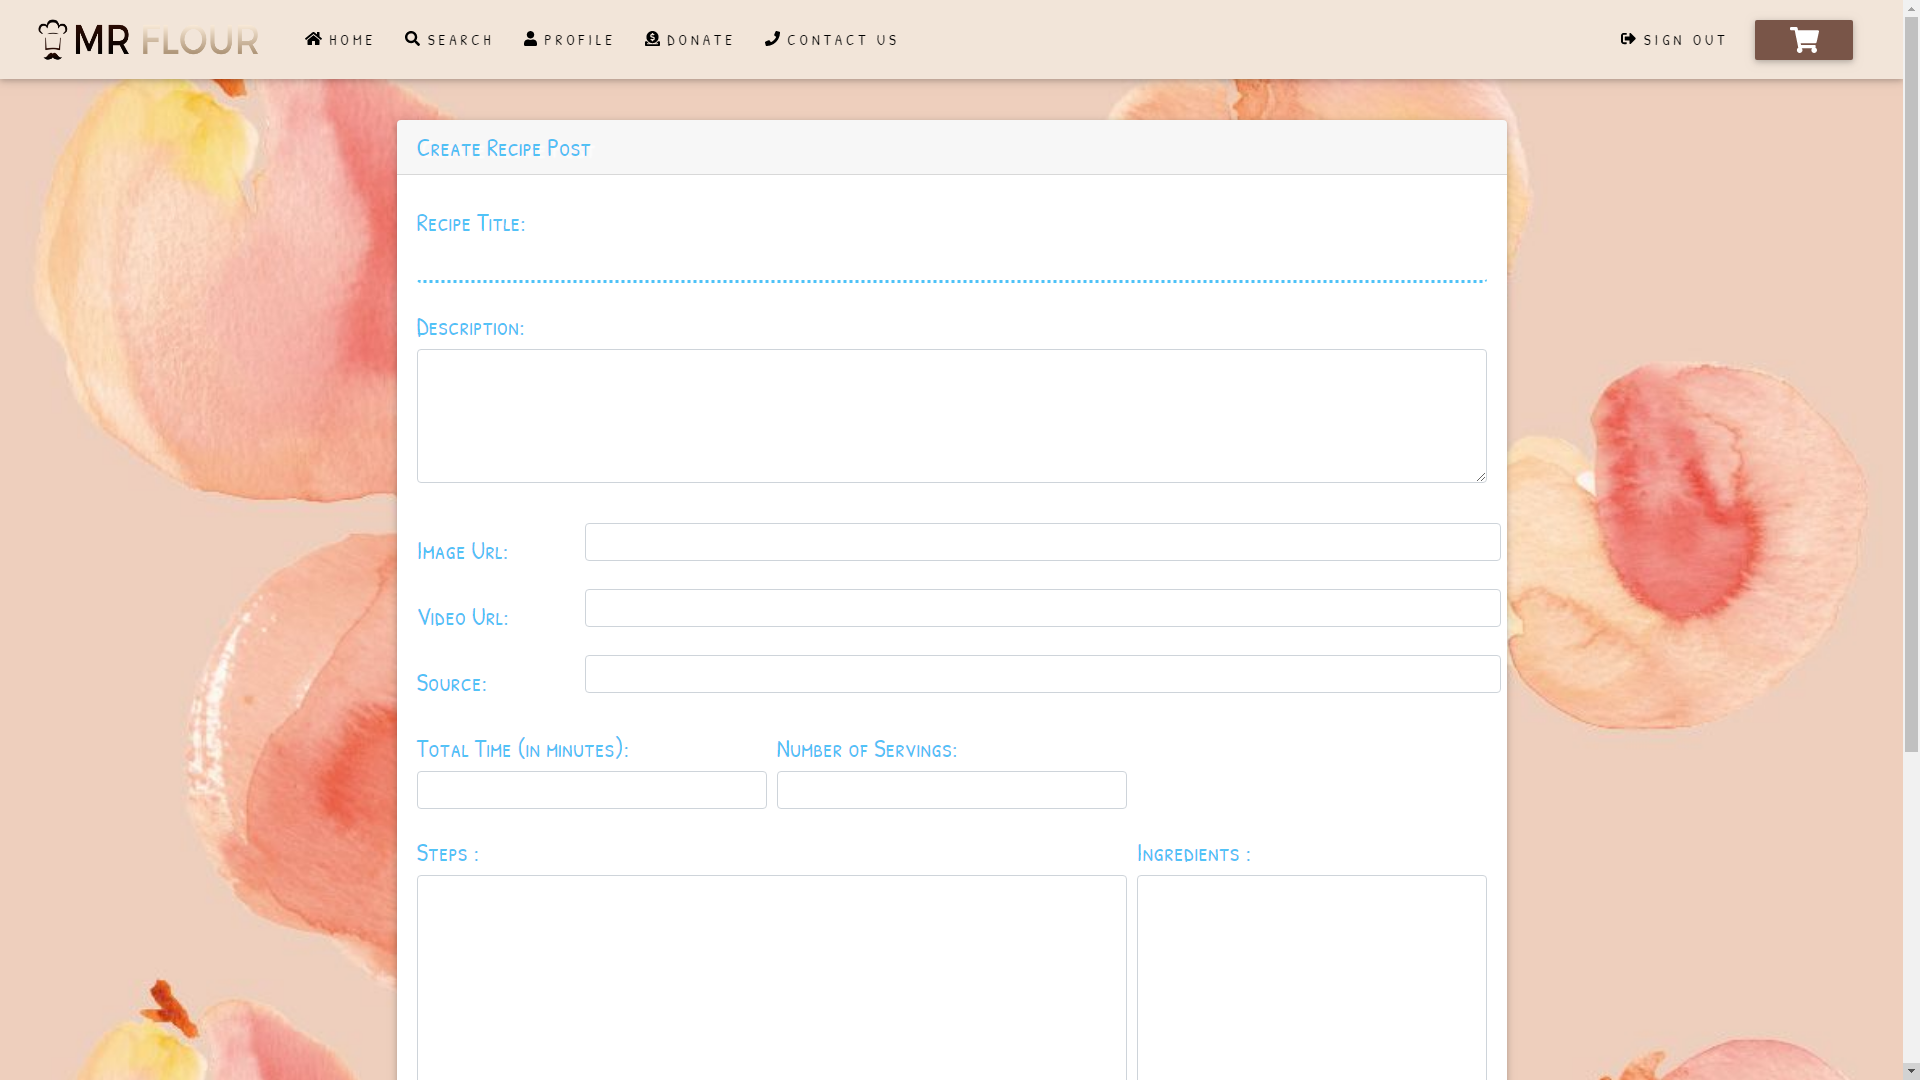 MR FLOUR
HOME SEARCH PROFILE DONATE CONTACT US SIGN OUT
Create Recipe Post
Recipe Title:
Description:
Image Url:
Video Url:
Source:
Total Time (in minutes): Number of Servings:
Steps : Ingredients :